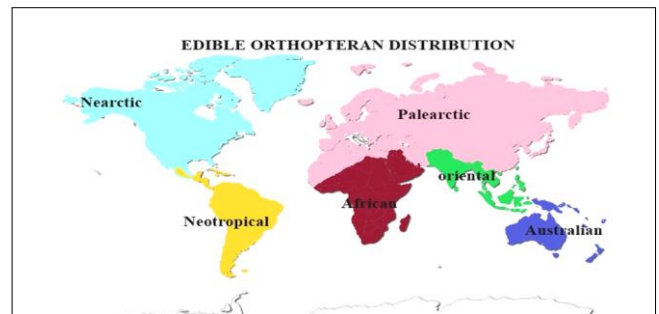 EDIBLE ORTHOPTERAN DISTRIBUTION
Nearctic
Palearctic
oriental
African
Neotropical
Australian